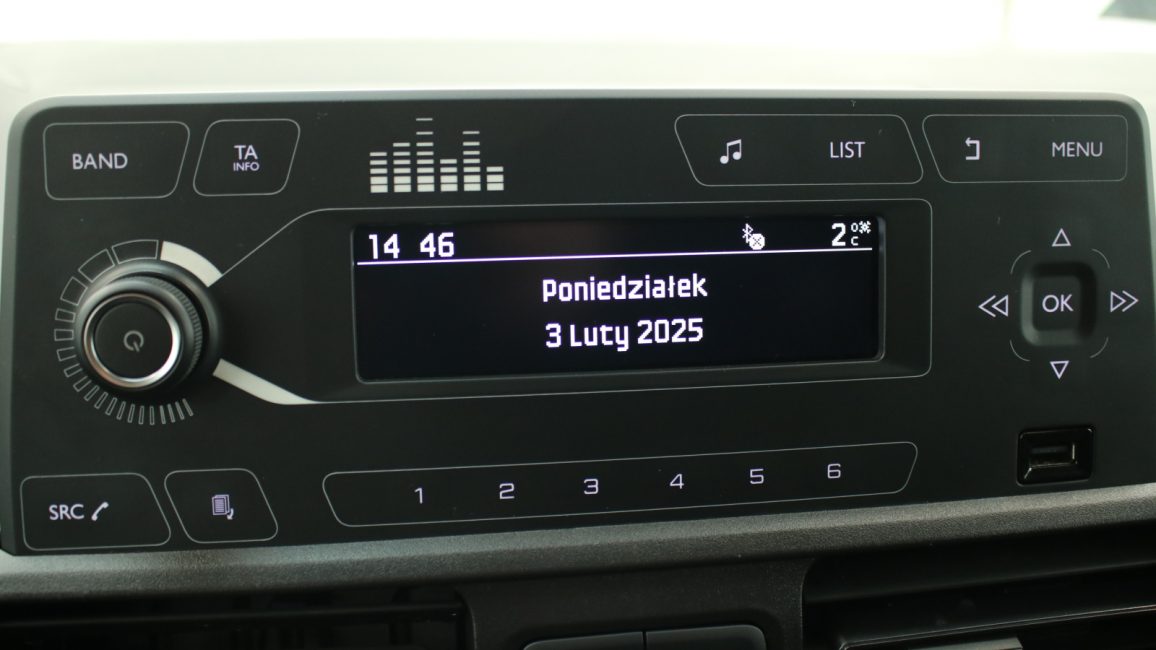 BAND
TA
INFO
LIST
MENU
14 46
2°C
Poniedziałek
3 Luty 2025
OK
SRC
1 2 3 4 5 6